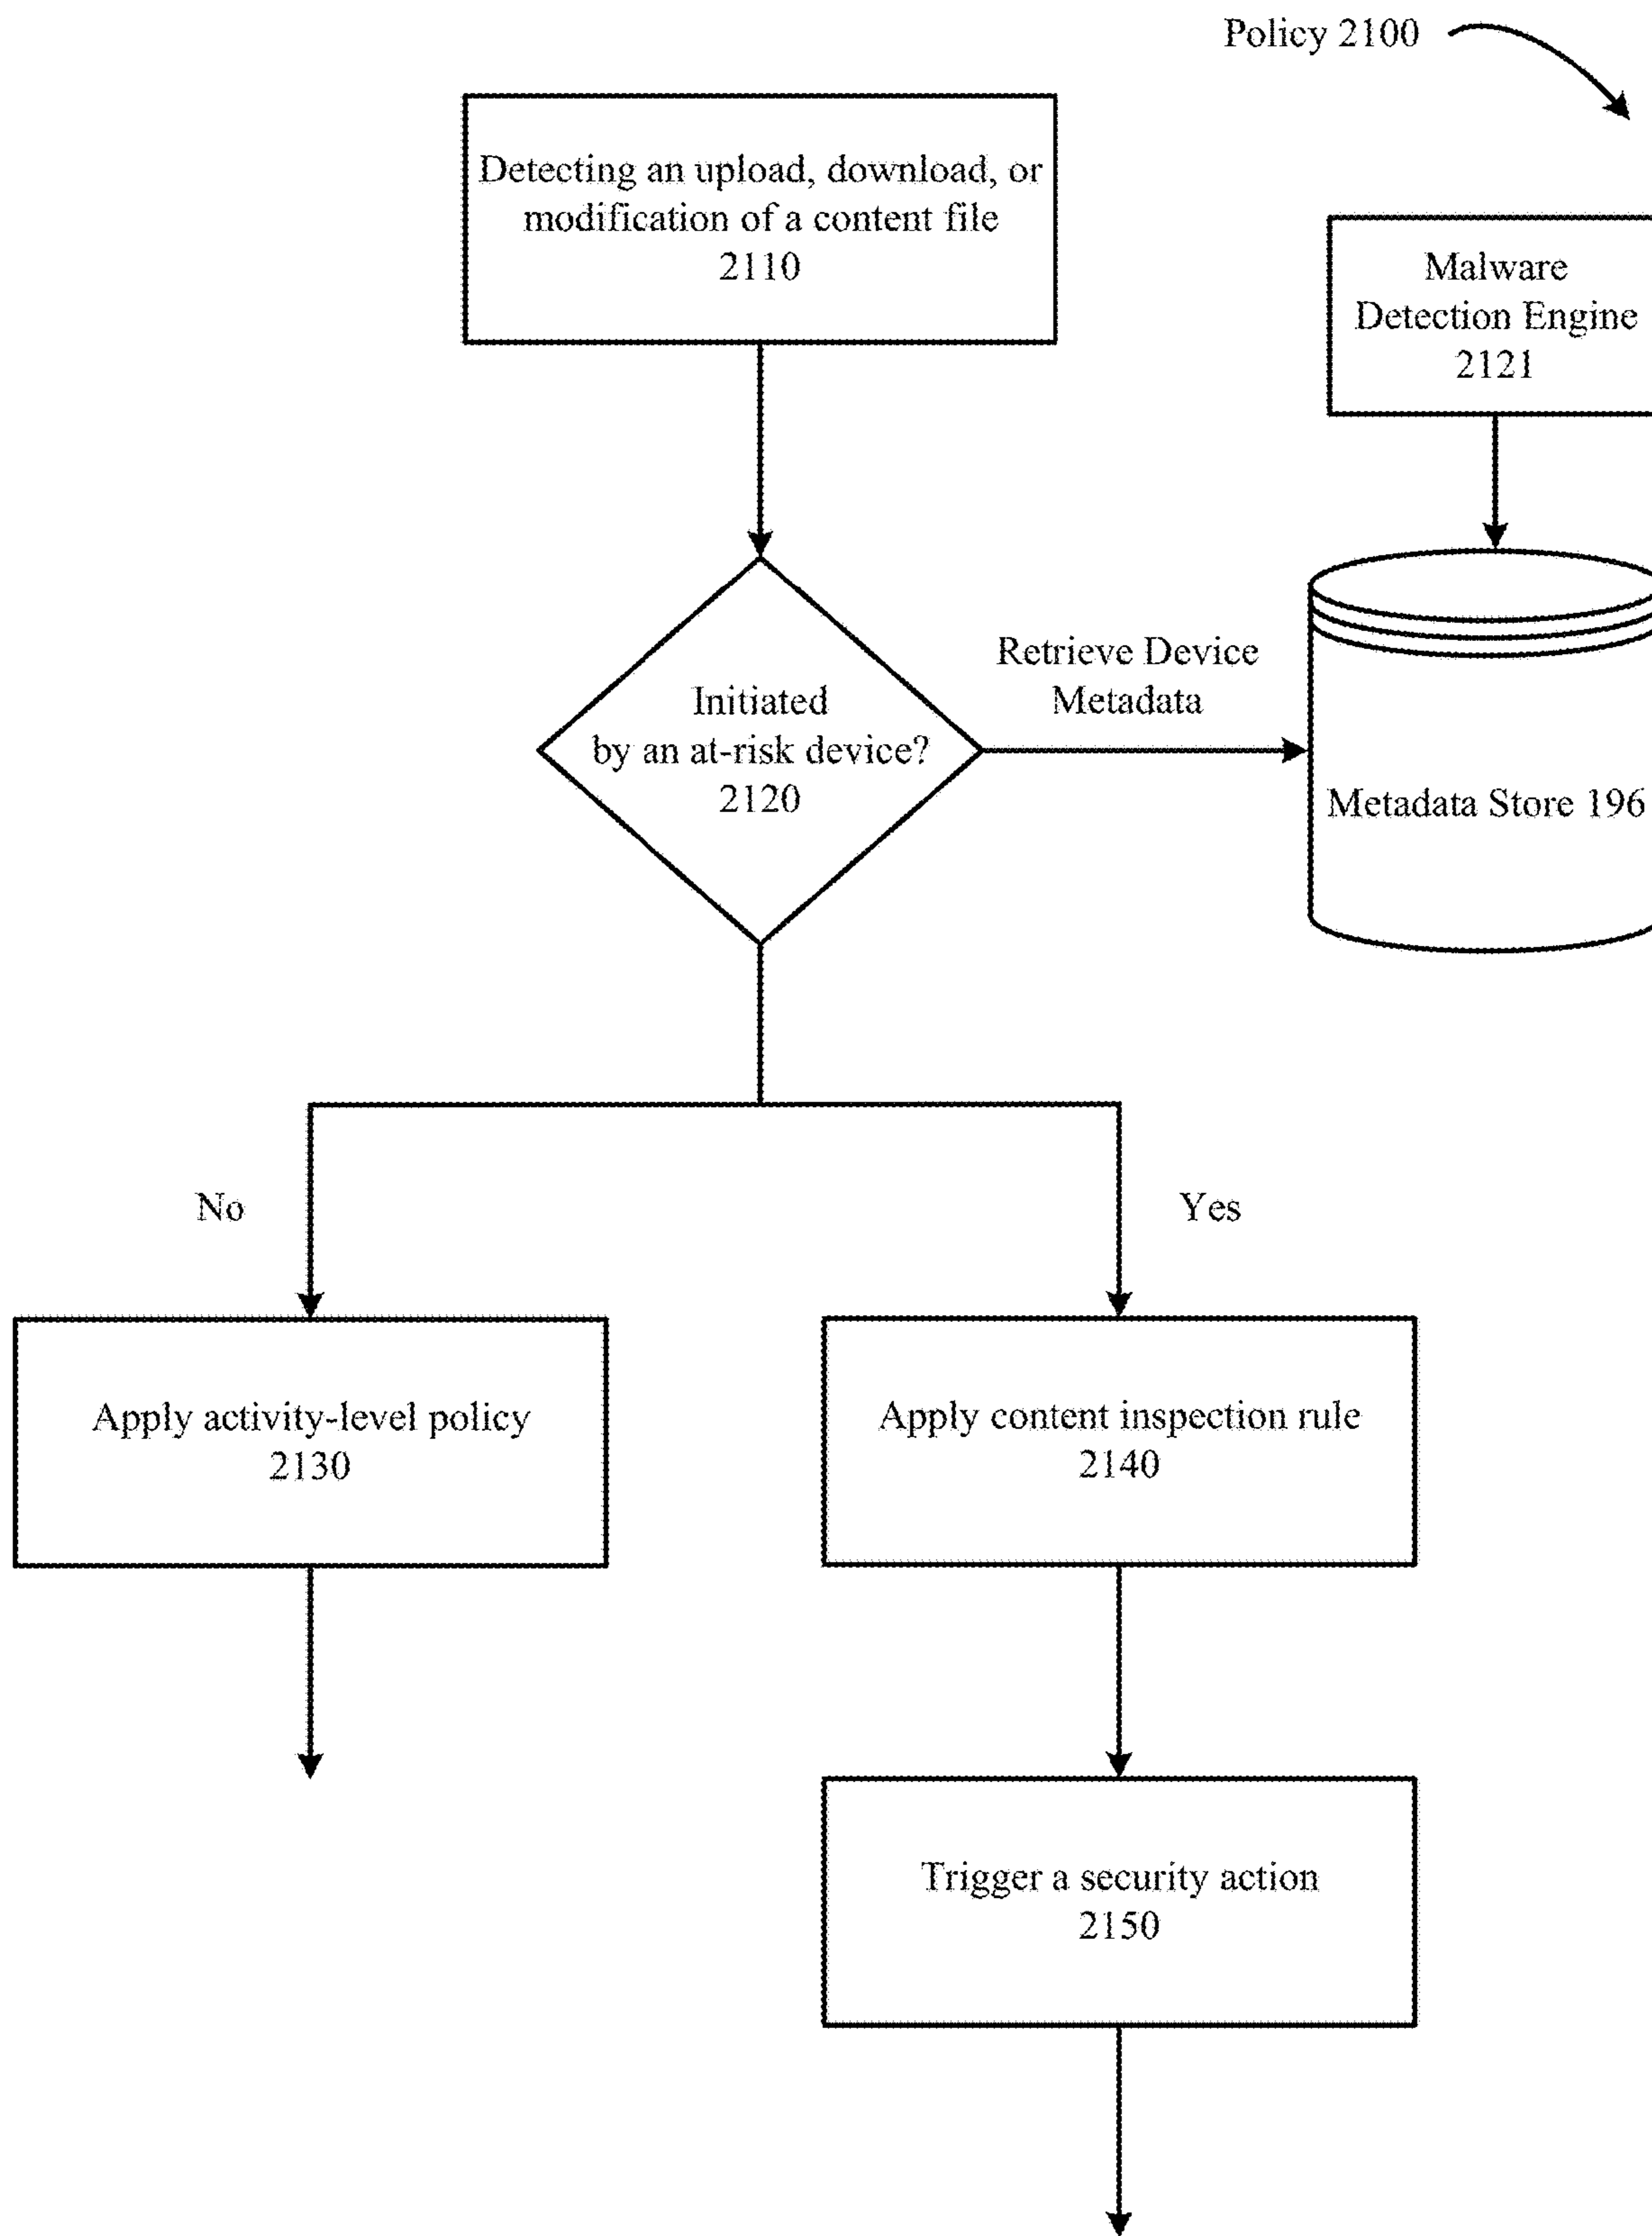 Policy 2100
Detecting an upload, download, or
modification of a content file
2110
Malware
Detection Engine
2121
Retrieve Device
Metadata
Initiated
by an at-risk device?
2120
Metadata Store 196
No
Yes
Apply activity-level policy
2130
Apply content inspection rule
2140
Trigger a security action
2150